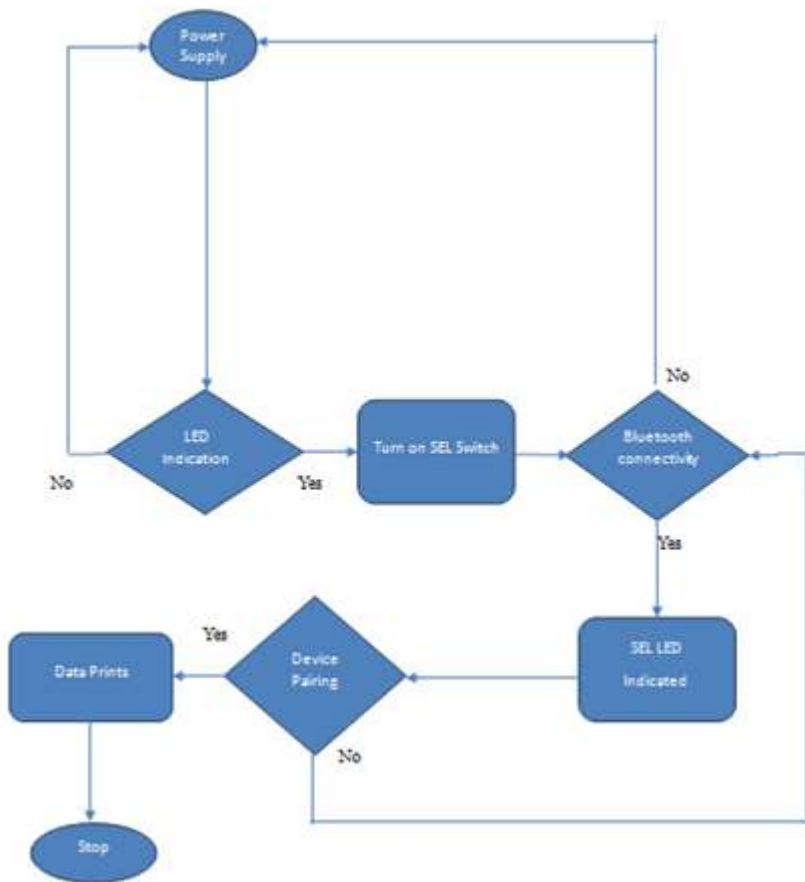 Power
Supply
No
LED
Indication
Yes
Turn on SEL Switch
Bluetooth
connectivity
No
Yes
SEL LED
Indicated
Device
Pairing
Yes
No
Data Prints
Stop